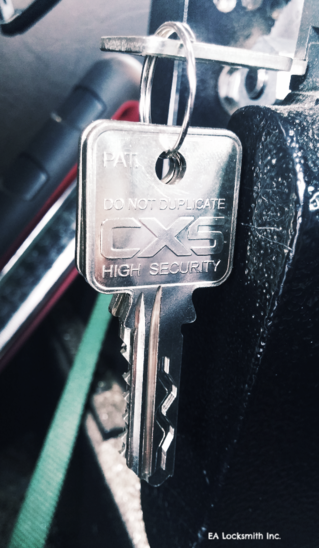 PAT.
DO NOT DUPLICATE
CX5
HIGH SECURITY
EA Locksmith Inc.